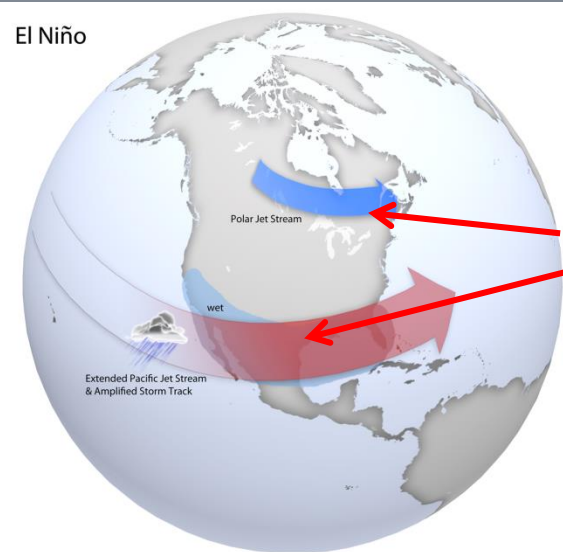 El Niño
Polar Jet Stream
wet
Extended Pacific Jet Stream
& Amplified Storm Track